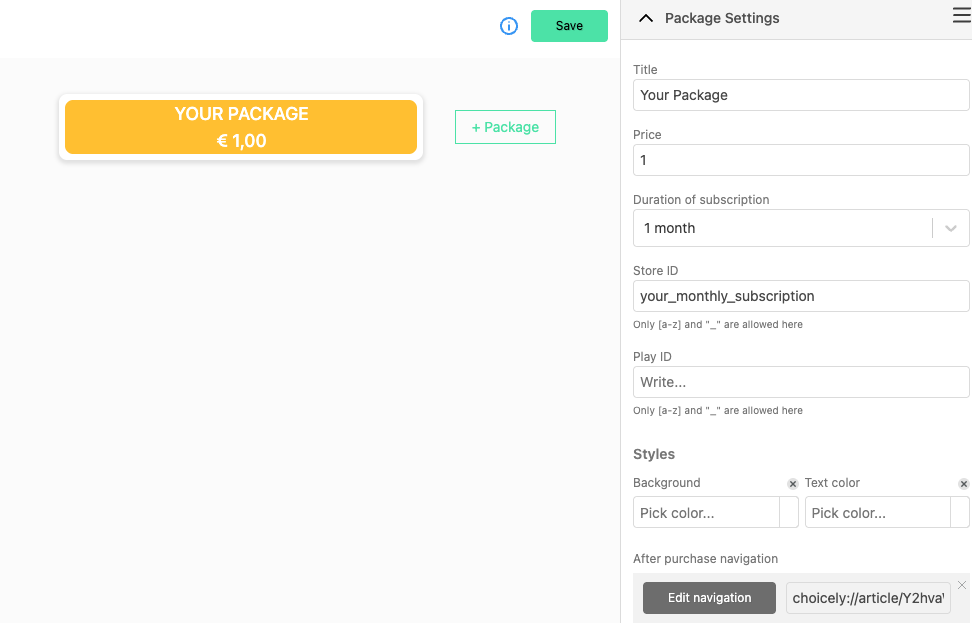 Save
YOUR PACKAGE
€ 1,00
+ Package
Package Settings
Title
Your Package
Price
1
Duration of subscription
1 month
Store ID
your_monthly_subscription
Only [a-z] and "_" are allowed here
Play ID
Write...
Only [a-z] and "_" are allowed here
Styles
Background
Text color
Pick color...
Pick color...
After purchase navigation
Edit navigation
choicely://article/Y2hva